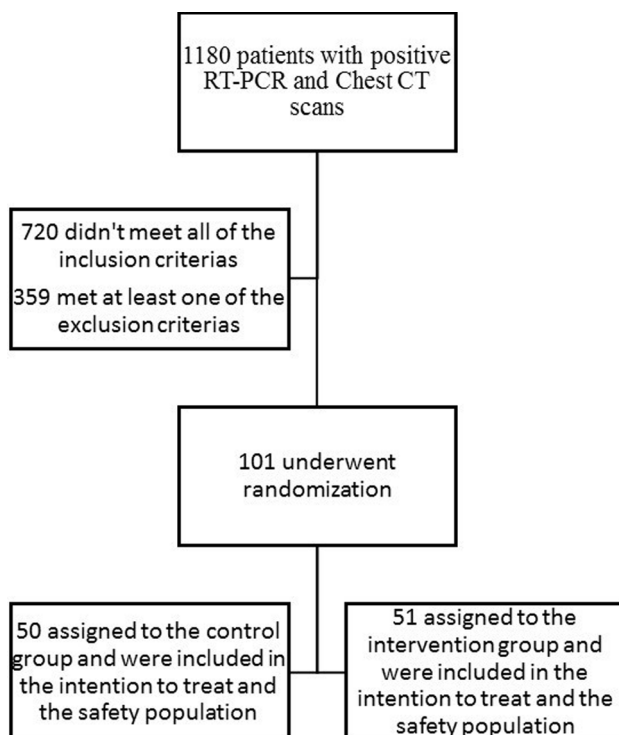 1180 patients with positive
RT-PCR and Chest CT
scans
720 didn't meet all of the
inclusion criterias
359 met at least one of the
exclusion criterias
101 underwent
randomization
50 assigned to the control
group and were included in
the intention to treat and
the safety population
51 assigned to the
intervention group and
were included in the
intention to treat and the
safety population